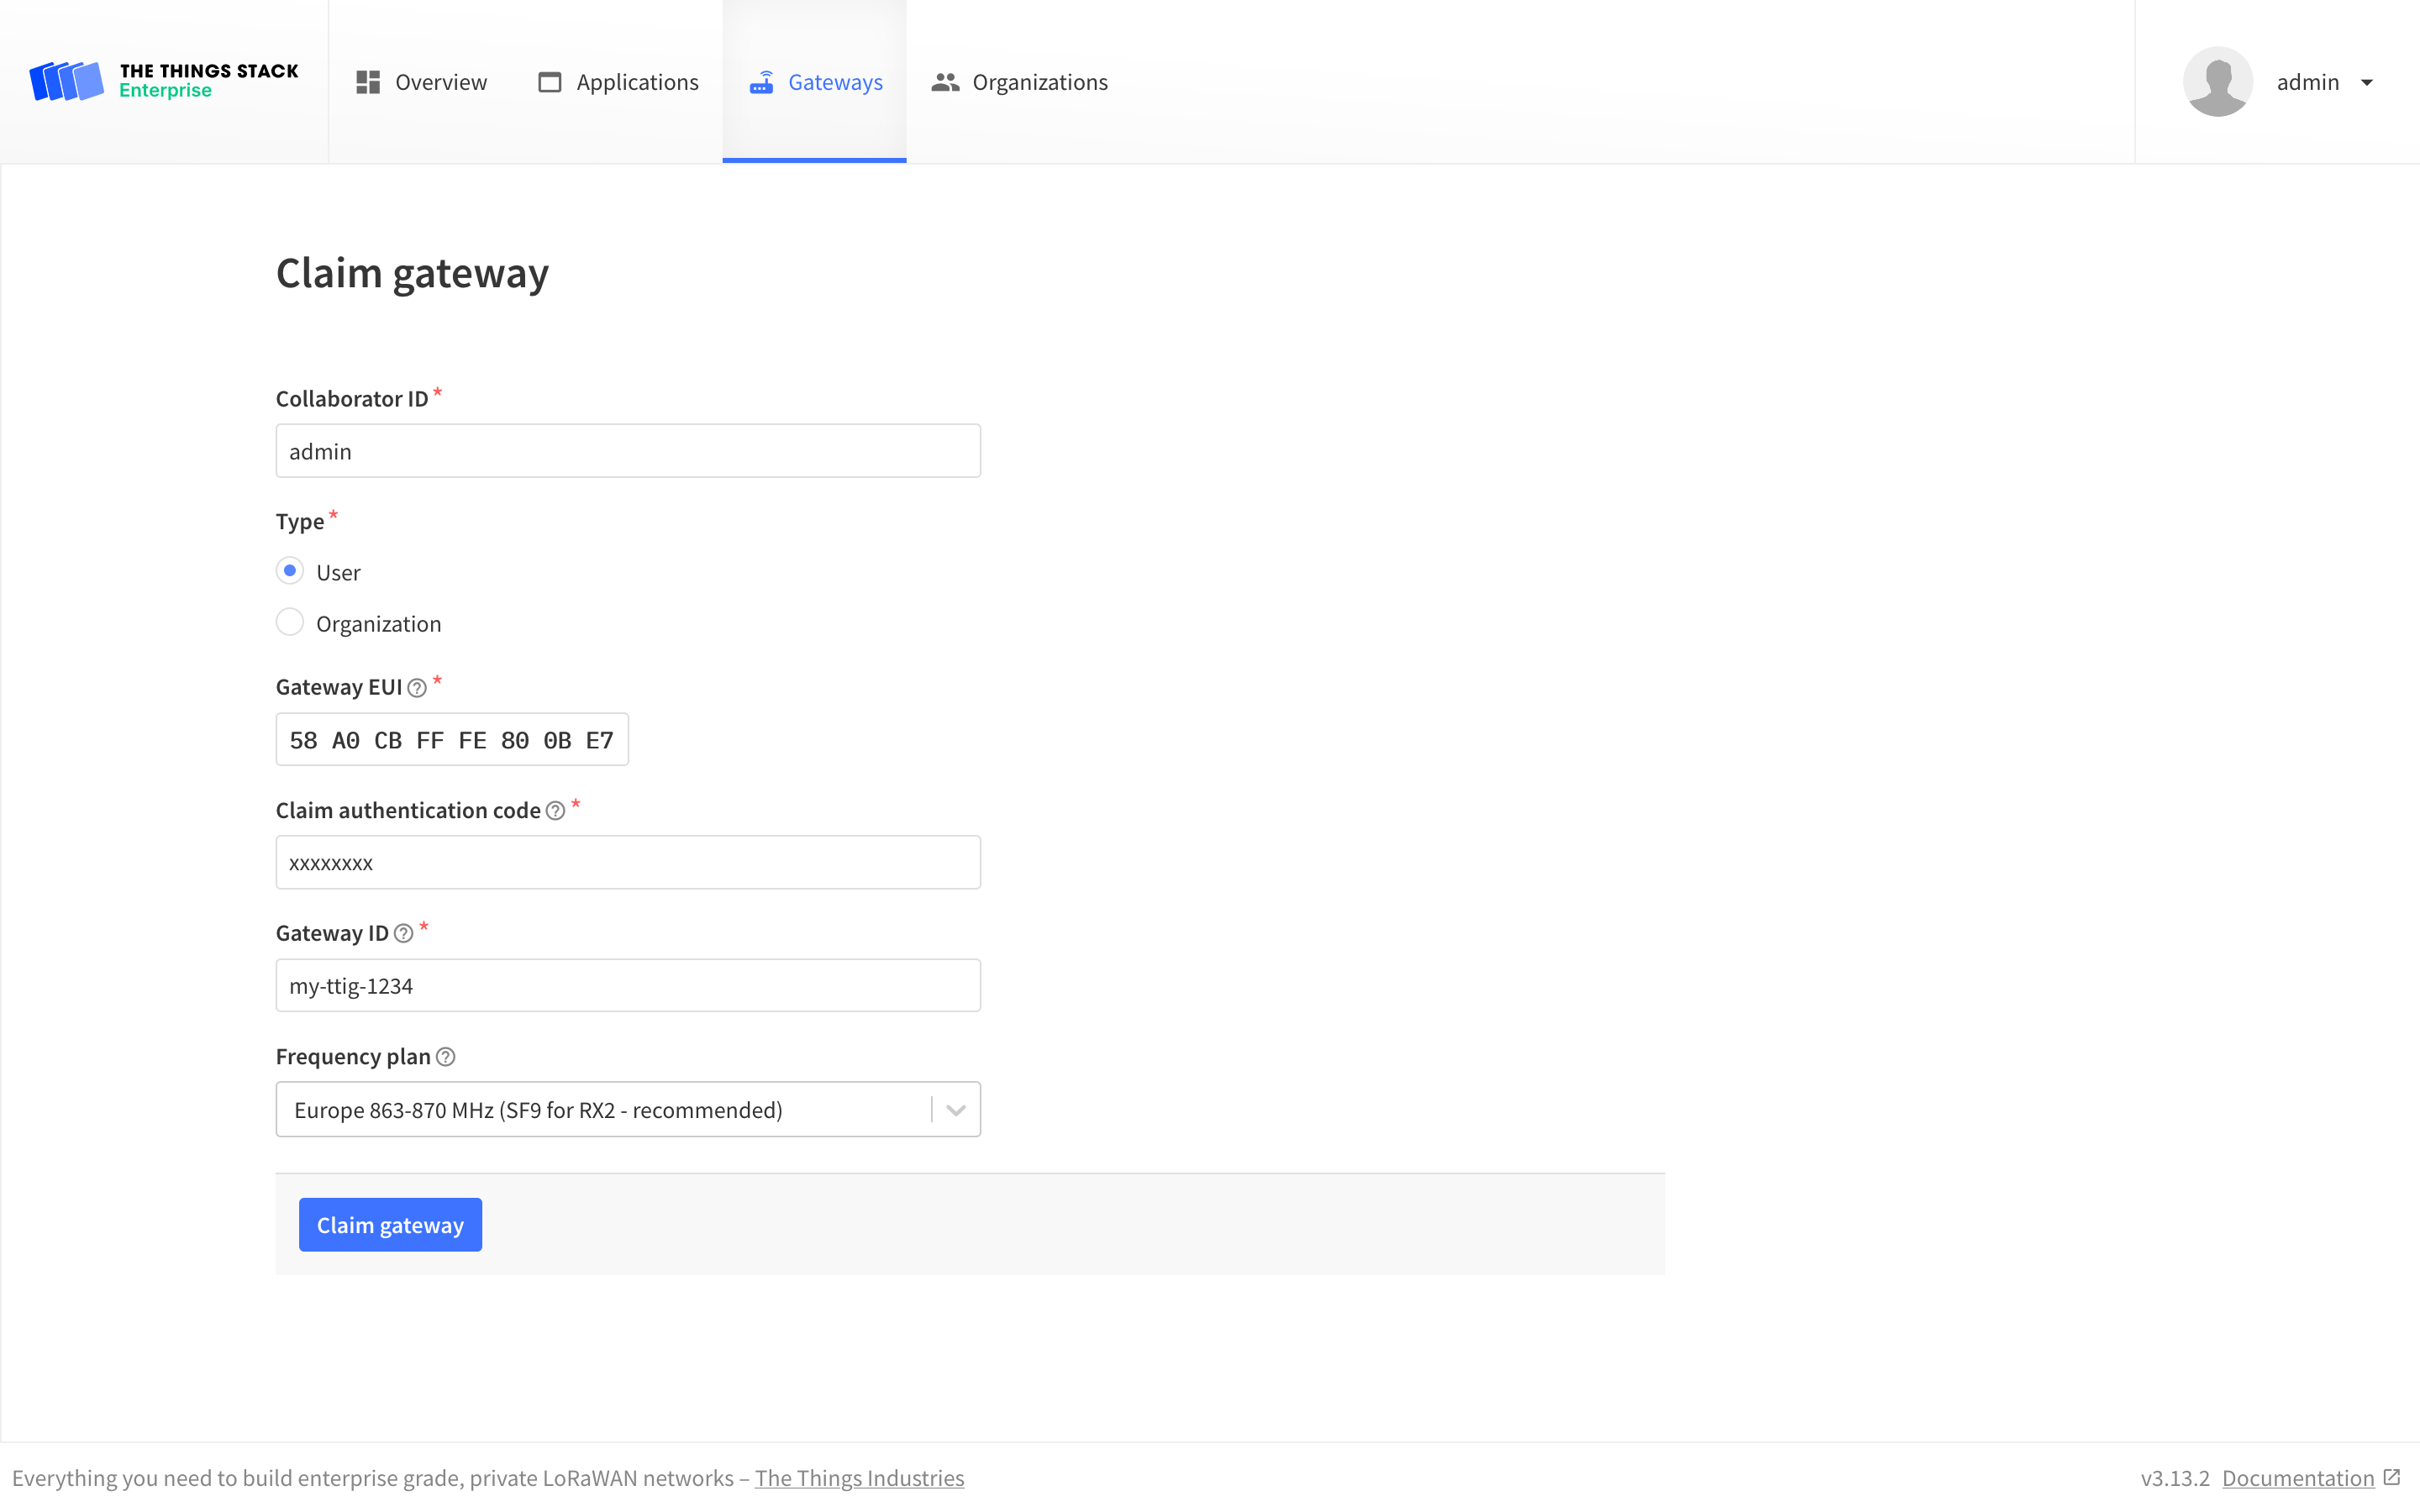 THE THINGS STACK
Enterprise
Overview
Applications
Gateways
Organizations
admin
Claim gateway
Collaborator ID *
admin
Type *
User
Organization
Gateway EUI ? *
58 A0 CB FF FE 80 0B E7
Claim authentication code ? *
xxxxxxxx
Gateway ID ? *
my-ttig-1234
Frequency plan ?
Europe 863-870 MHz (SF9 for RX2 - recommended)
Claim gateway
Everything you need to build enterprise grade, private LoRaWAN networks – The Things Industries
v3.13.2 Documentation